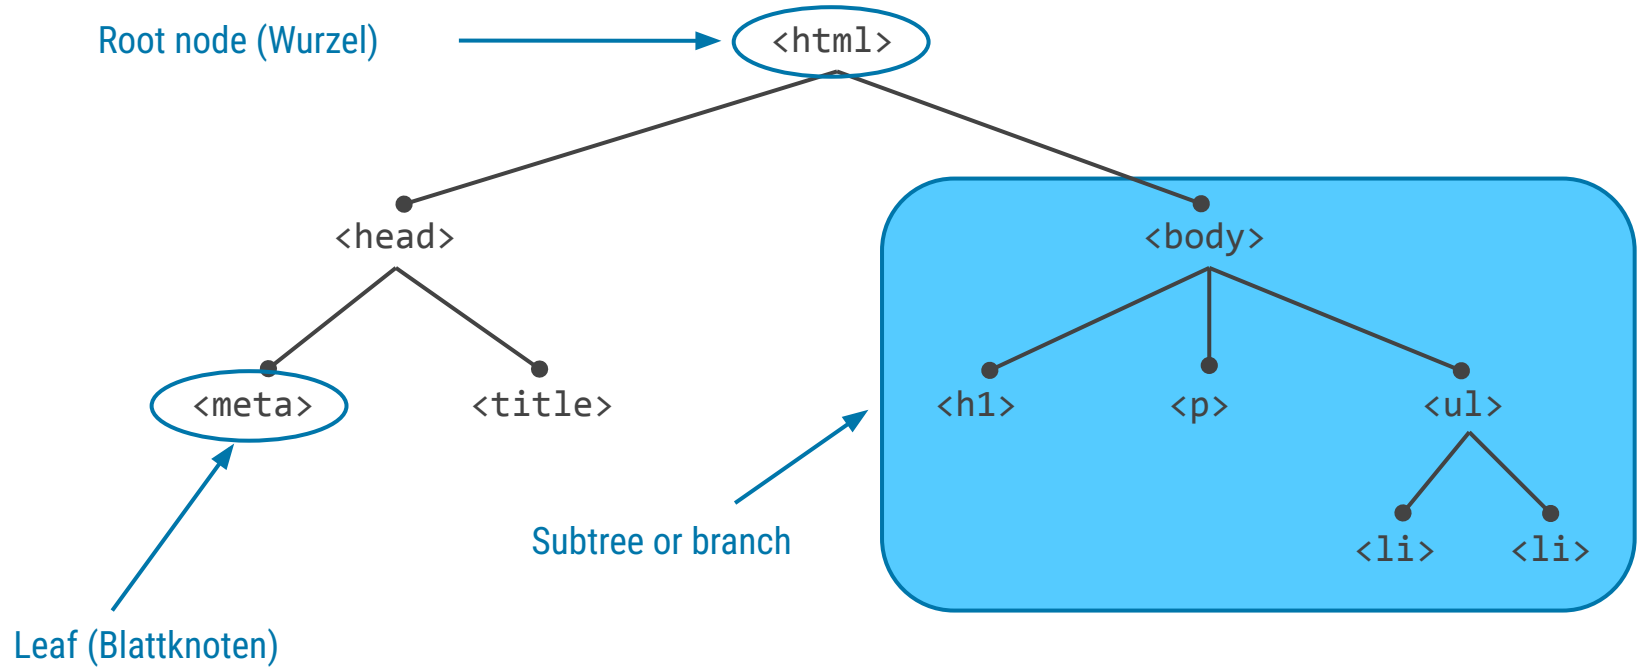 Root node (Wurzel)
<html>
<head>
<body>
<meta>
<title>
<h1>
<p>
<ul>
Subtree or branch
<li>
<li>
Leaf (Blattknoten)